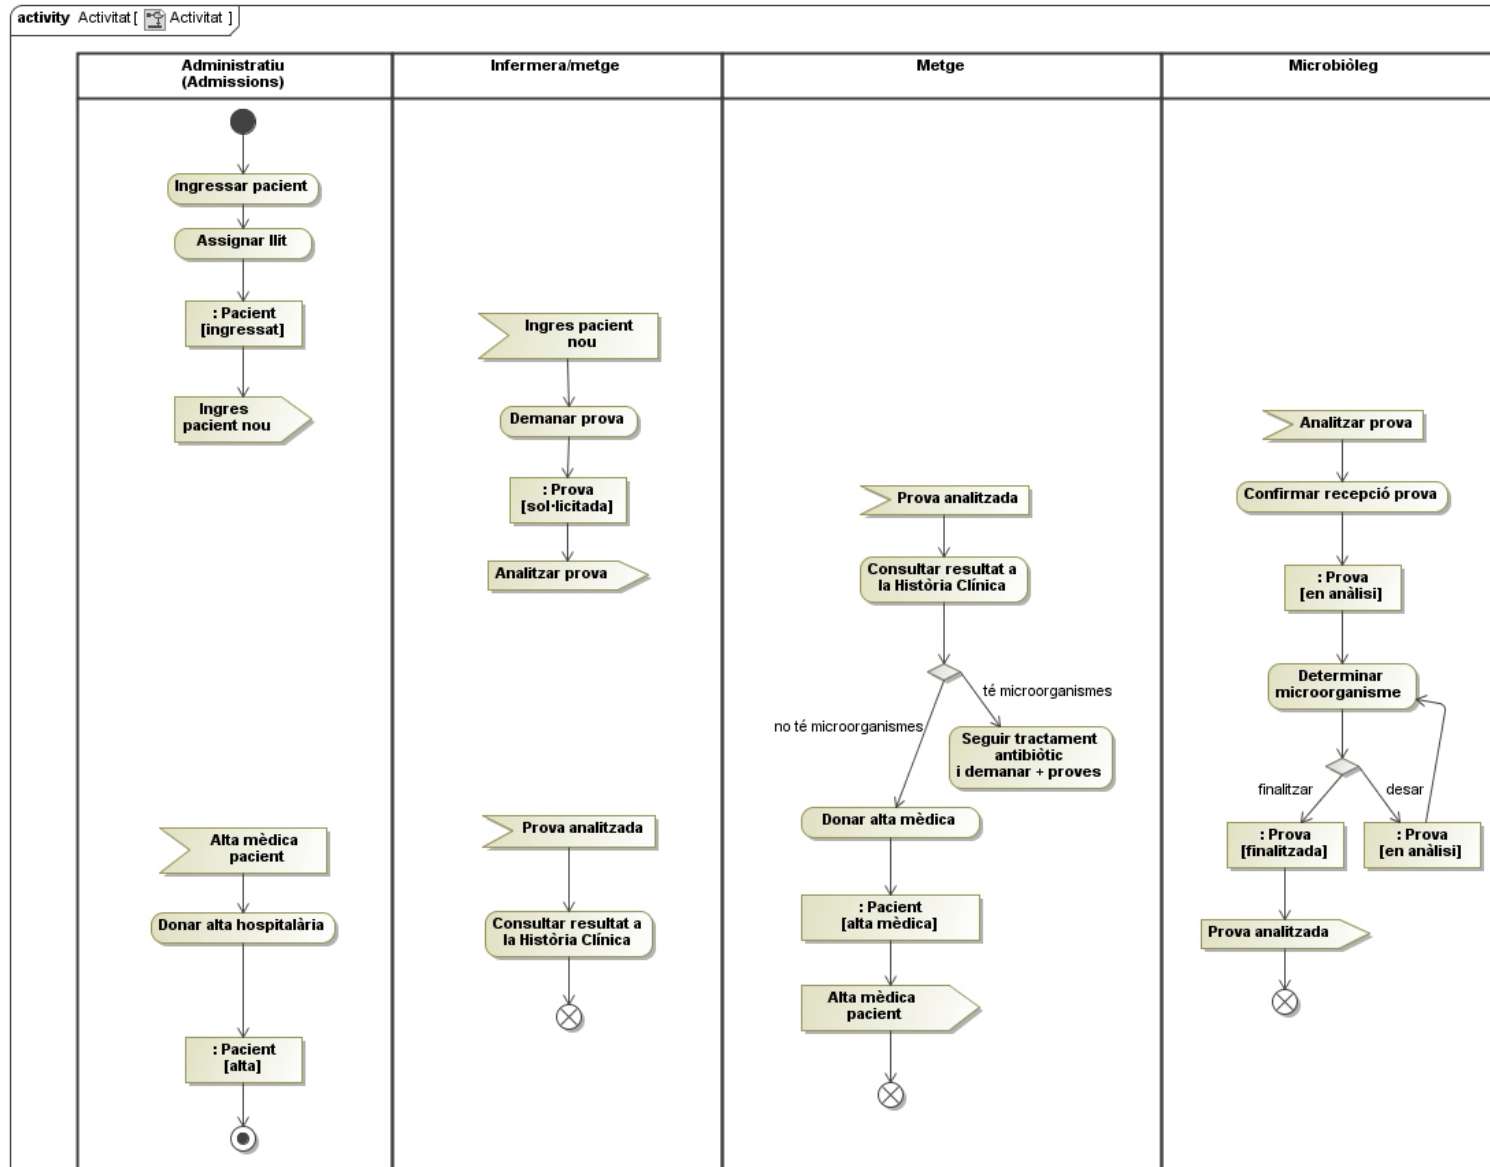 activity Activitat [ Activitat ]
Administratiu
(Admissions)
Infermera/metge
Metge
Microbiòleg
Ingressar pacient
Assignar llit
: Pacient
[ingressat]
Ingres
pacient nou
Alta mèdica
pacient
Donar alta hospitalària
: Pacient
[alta]
Ingres pacient
nou
Demanar prova
: Prova
[sol·licitada]
Analitzar prova
Prova analitzada
Consultar resultat a
la Història Clínica
Prova analitzada
Consultar resultat a
la Història Clínica
té microorganismes
no té microorganismes
Seguir tractament
antibiòtic
i demanar + proves
Donar alta mèdica
: Pacient
[alta mèdica]
Alta mèdica
pacient
Analitzar prova
Confirmar recepció prova
: Prova
[en anàlisi]
Determinar
microorganisme
finalitzar
desar
: Prova
[finalitzada]
: Prova
[en anàlisi]
Prova analitzada